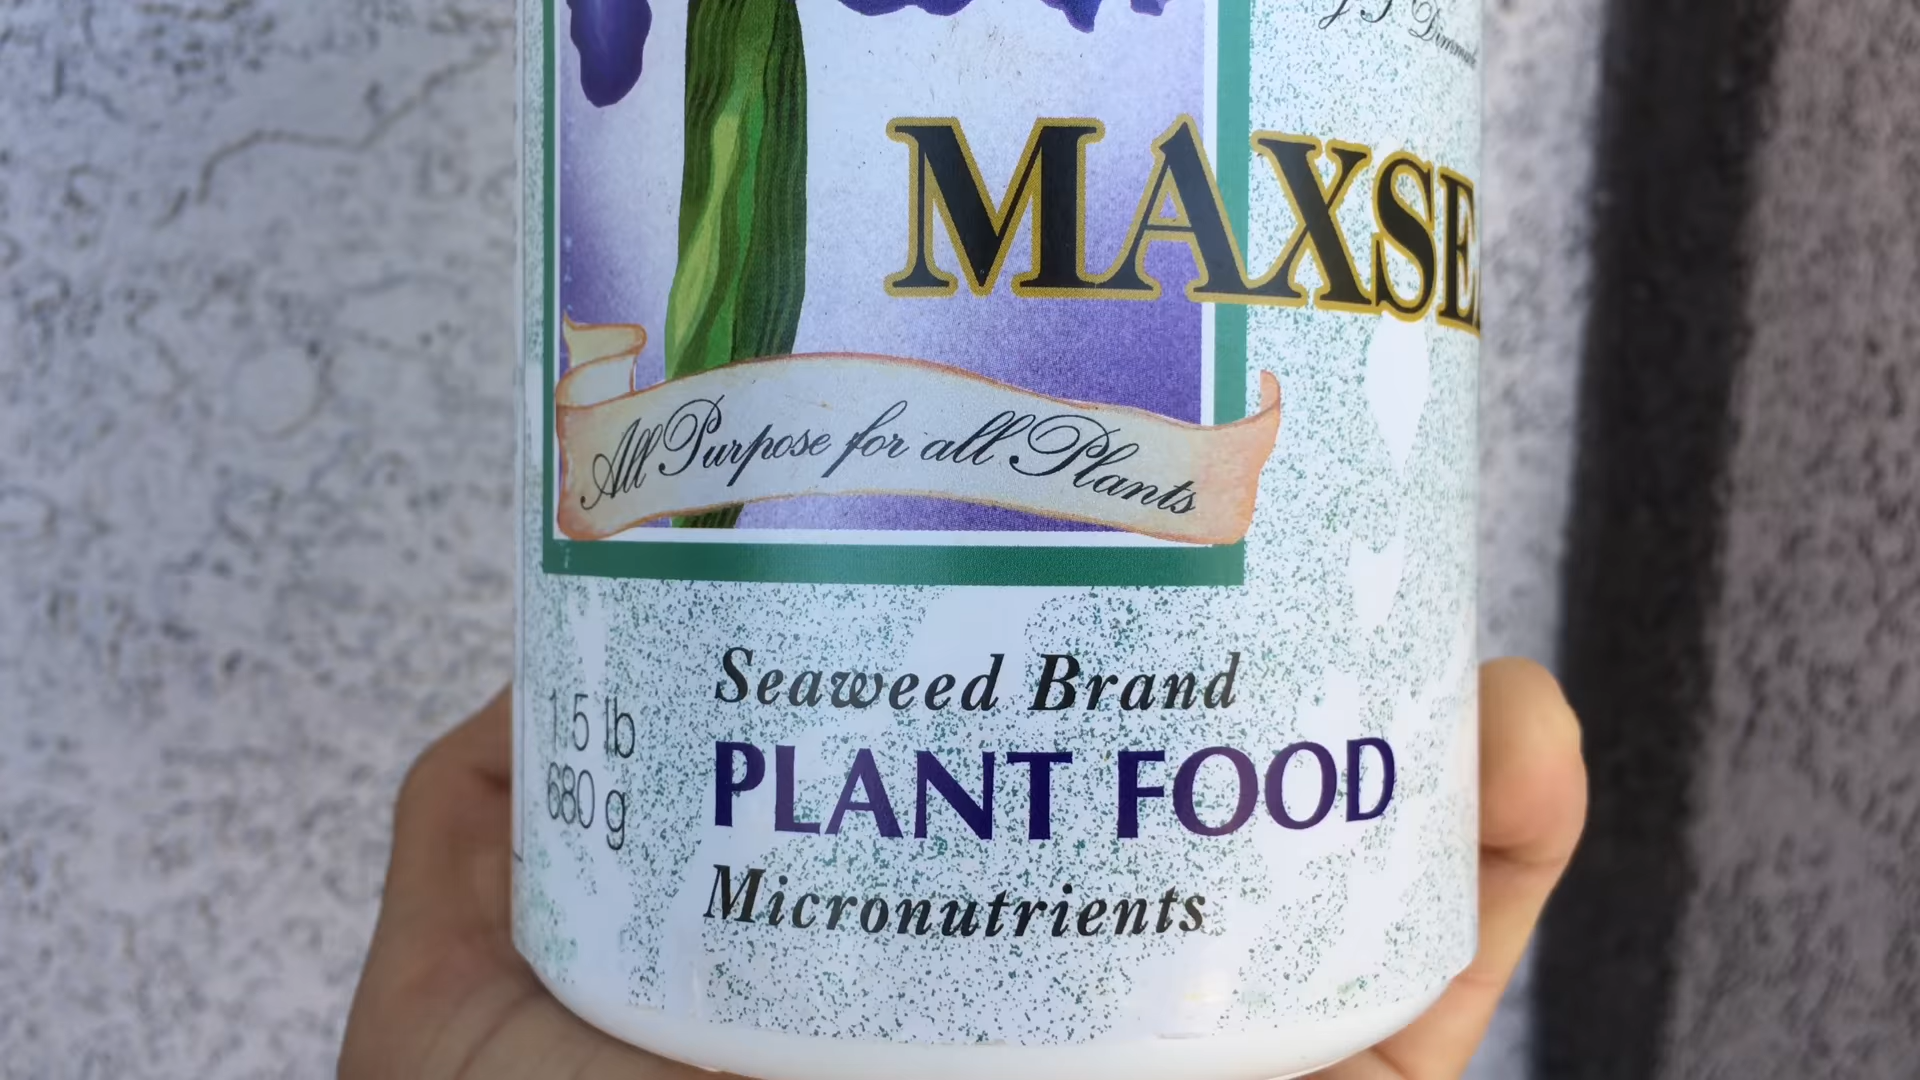 MAXSE
All Purpose for all Plants
Seaweed Brand
1.5 lb
PLANT FOOD
680 g
Micronutrients